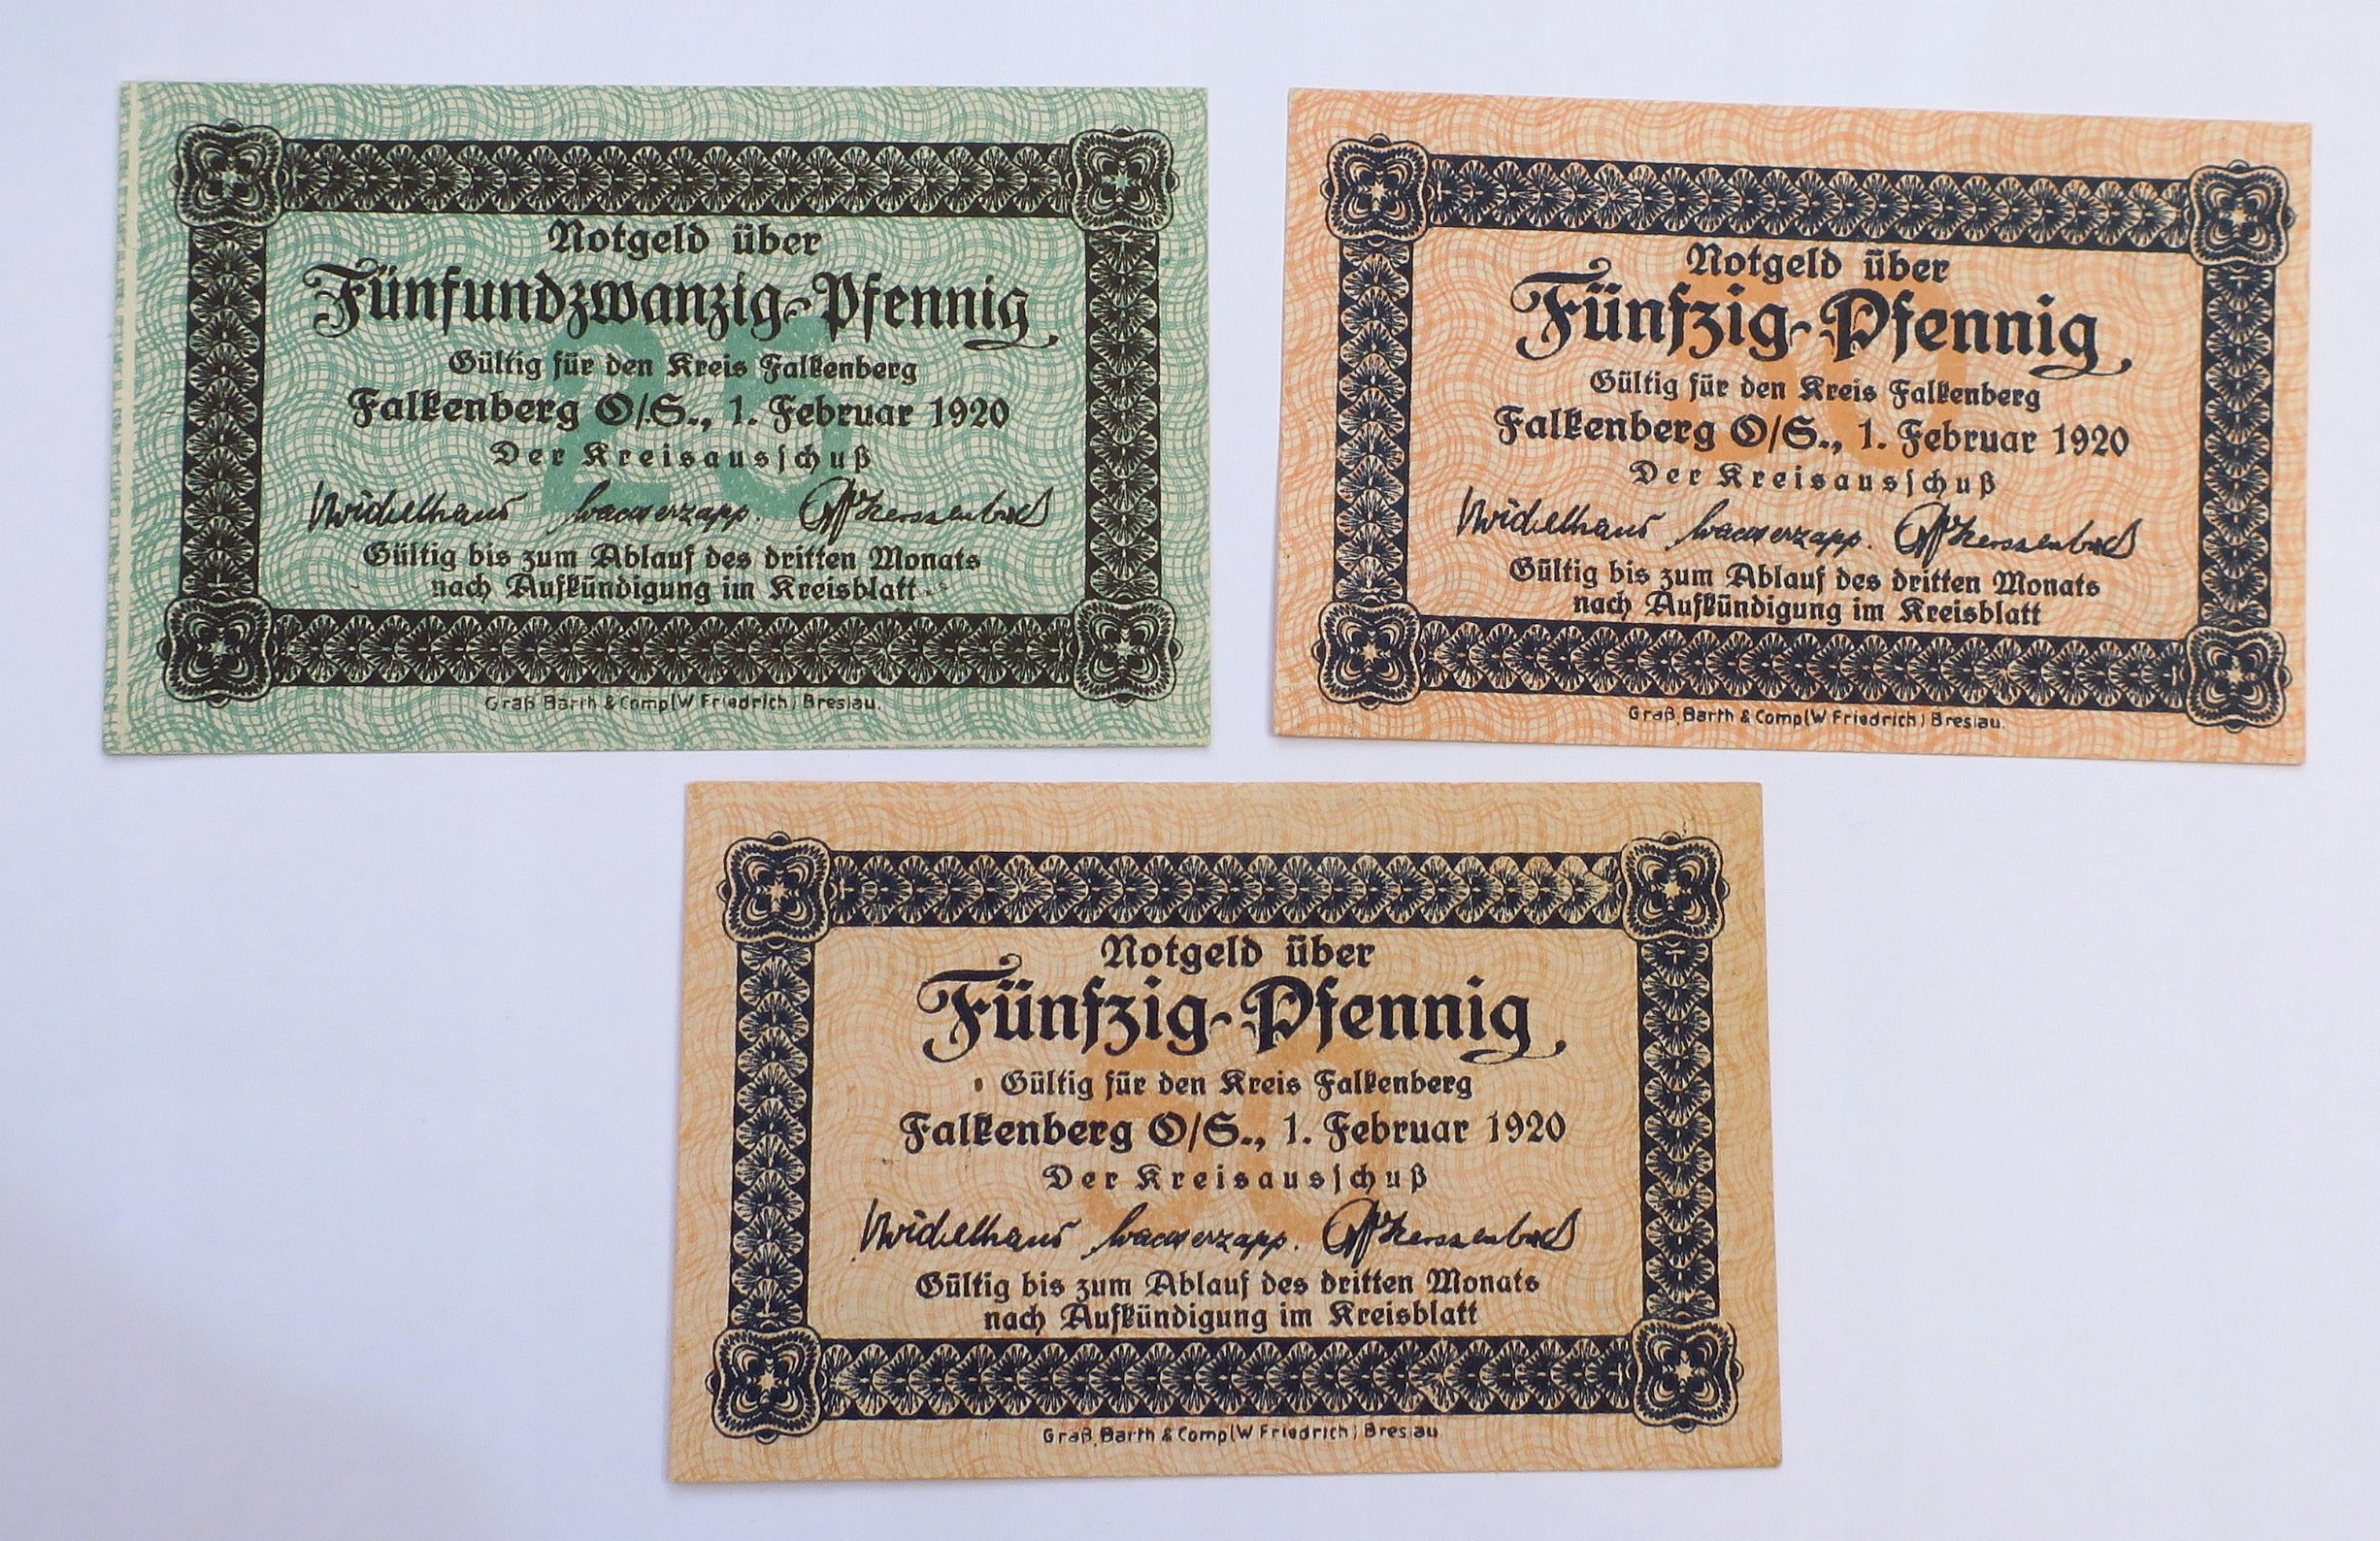 Notgeld über
Fünfundzwanzig-Pfennig
25
Gültig für den Kreis Falkenberg
Falkenberg O/S., 1. Februar 1920
Der Kreisausschuß
Gültig bis zum Ablauf des dritten Monats
nach Aufkündigung im Kreisblatt
Graß Barth & Comp(W Friedrich) Breslau.
Notgeld über
Fünfzig-Pfennig
50
Gültig für den Kreis Falkenberg
Falkenberg O/S., 1. Februar 1920
Der Kreisausschuß
Gültig bis zum Ablauf des dritten Monats
nach Aufkündigung im Kreisblatt
Graß, Barth & Comp(W Friedrich) Breslau.
Notgeld über
Fünfzig-Pfennig
50
Gültig für den Kreis Falkenberg
Falkenberg O/S., 1. Februar 1920
Der Kreisausschuß
Gültig bis zum Ablauf des dritten Monats
nach Aufkündigung im Kreisblatt
Graß, Barth & Comp(W Friedrich) Breslau